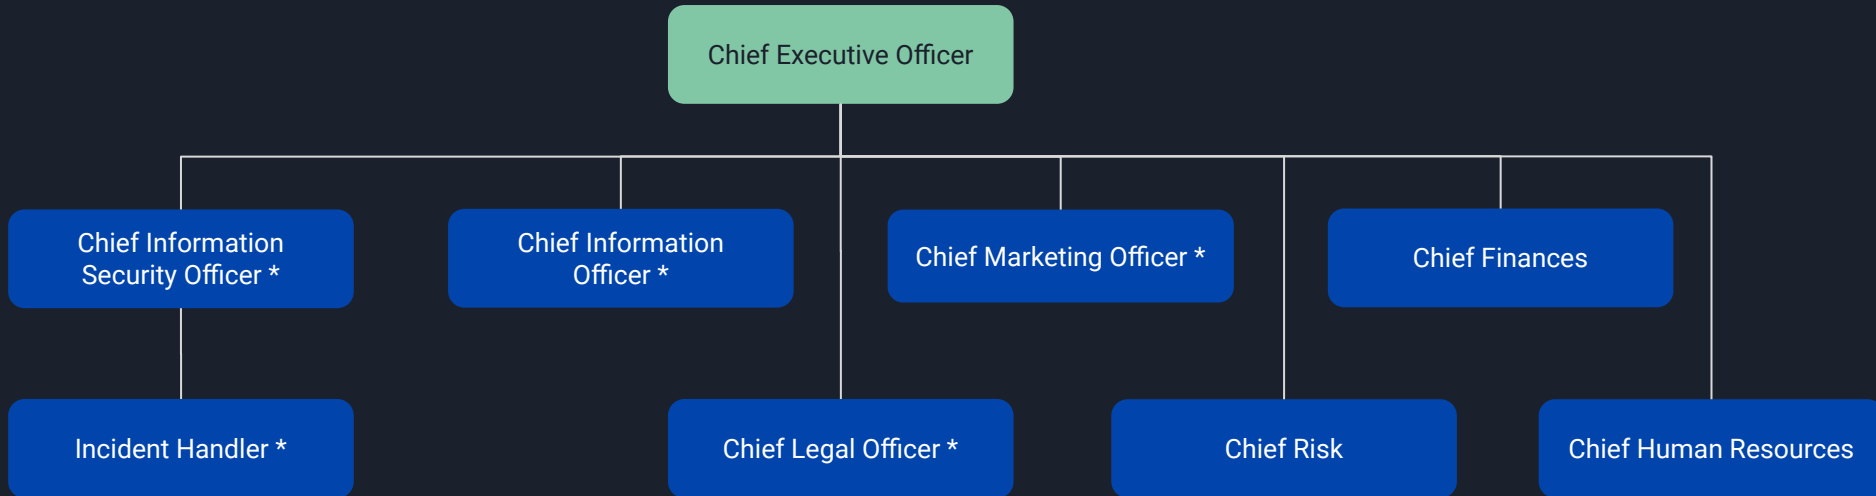 Chief Executive Officer
Chief Information
Security Officer *
Chief Information
Officer *
Chief Marketing Officer *
Chief Finances
Incident Handler *
Chief Legal Officer *
Chief Risk
Chief Human Resources